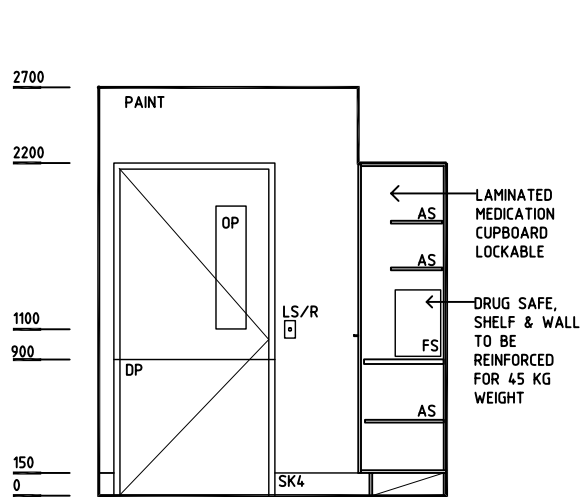 2700
PAINT
2200
OP
LAMINATED
MEDICATION
CUPBOARD
LOCKABLE
AS
AS
1100
LS/R
DRUG SAFE,
SHELF & WALL
TO BE
REINFORCED
FOR 45 KG
WEIGHT
FS
900
DP
AS
150
SK4
0